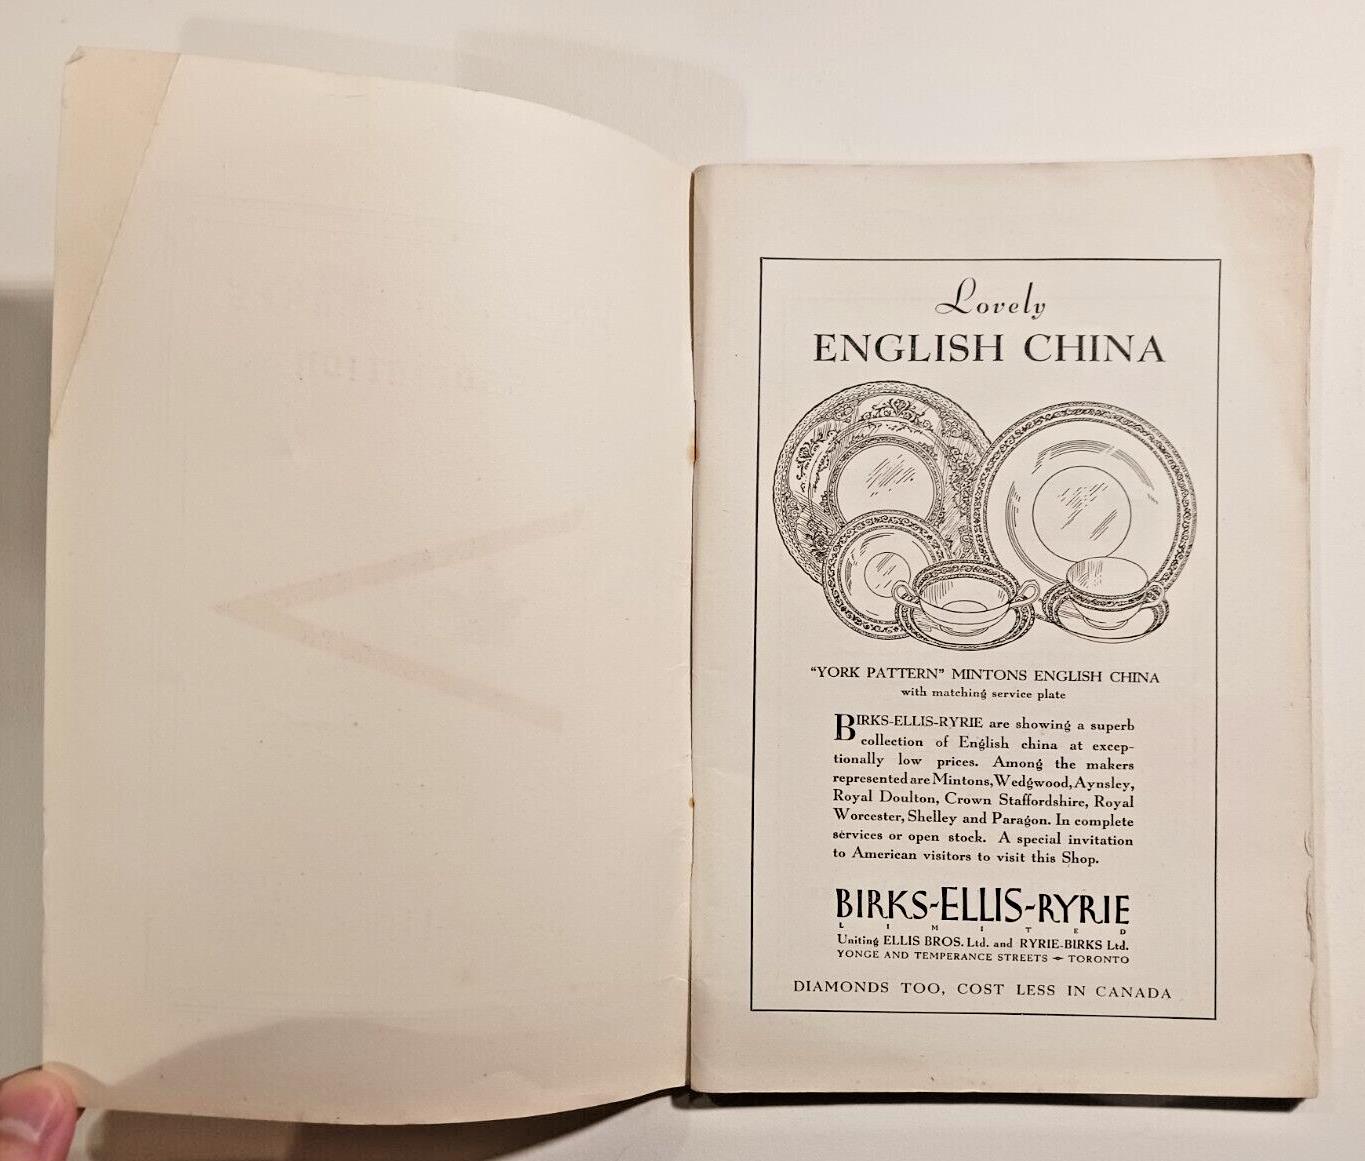 Lovely
ENGLISH CHINA
"YORK PATTERN" MINTONS ENGLISH CHINA
with matching service plate
BIRKS-ELLIS-RYRIE are showing a superb
collection of English china at excep-
tionally low prices. Among the makers
represented are Mintons, Wedgwood, Aynsley,
Royal Doulton, Crown Staffordshire, Royal
Worcester, Shelley and Paragon. In complete
services or open stock. A special invitation
to American visitors to visit this Shop.
BIRKS-ELLIS-RYRIE
LIMITED
Uniting ELLIS BROS. Ltd. and RYRIE-BIRKS Ltd.
YONGE AND TEMPERANCE STREETS - TORONTO
DIAMONDS TOO, COST LESS IN CANADA